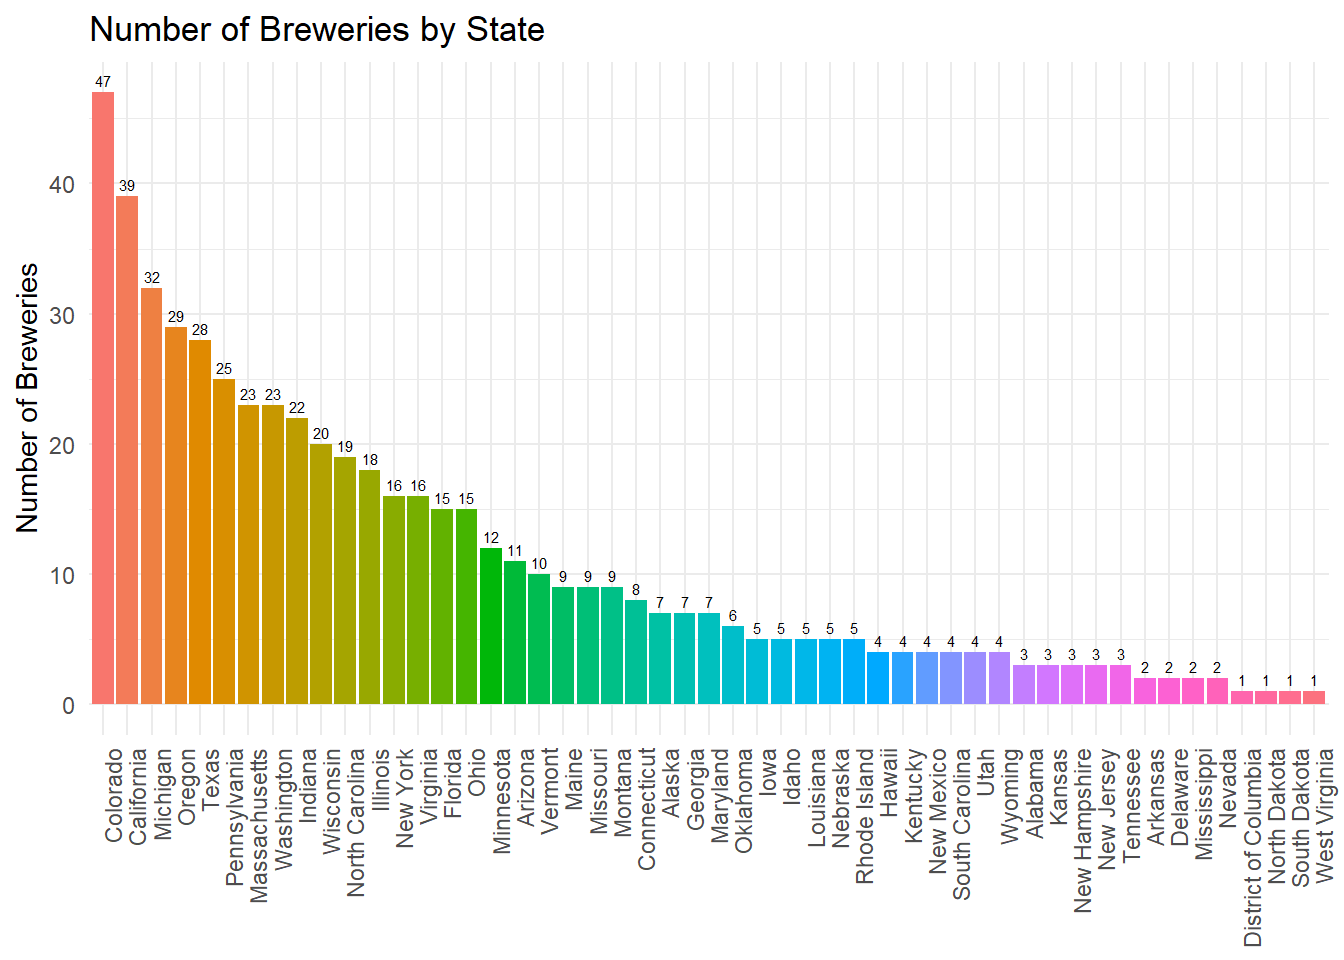 Number of Breweries by State
Number of Breweries
40
30
20
10
0
47
39
32
29
28
25
23
23
22
20
19
18
16
16
15
15
12
11
10
9
9
9
8
7
7
7
6
5
5
5
5
5
4
4
4
4
4
4
3
3
3
3
3
2
2
2
2
1
1
1
1
Colorado
California
Michigan
Oregon
Texas
Pennsylvania
Massachusetts
Washington
Indiana
Wisconsin
North Carolina
Illinois
New York
Virginia
Florida
Ohio
Minnesota
Arizona
Vermont
Maine
Missouri
Montana
Connecticut
Alaska
Georgia
Maryland
Oklahoma
Iowa
Idaho
Louisiana
Nebraska
Rhode Island
Hawaii
Kentucky
New Mexico
South Carolina
Utah
Wyoming
Alabama
Kansas
New Hampshire
New Jersey
Tennessee
Arkansas
Delaware
Mississippi
Nevada
District of Columbia
North Dakota
South Dakota
West Virginia